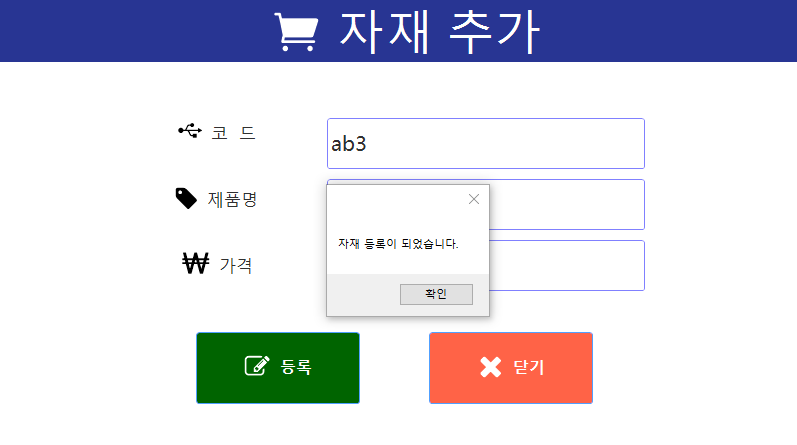 자재 추가
코 드
ab3
제품명
자재 등록이 되었습니다.
가격
확인
등록
닫기